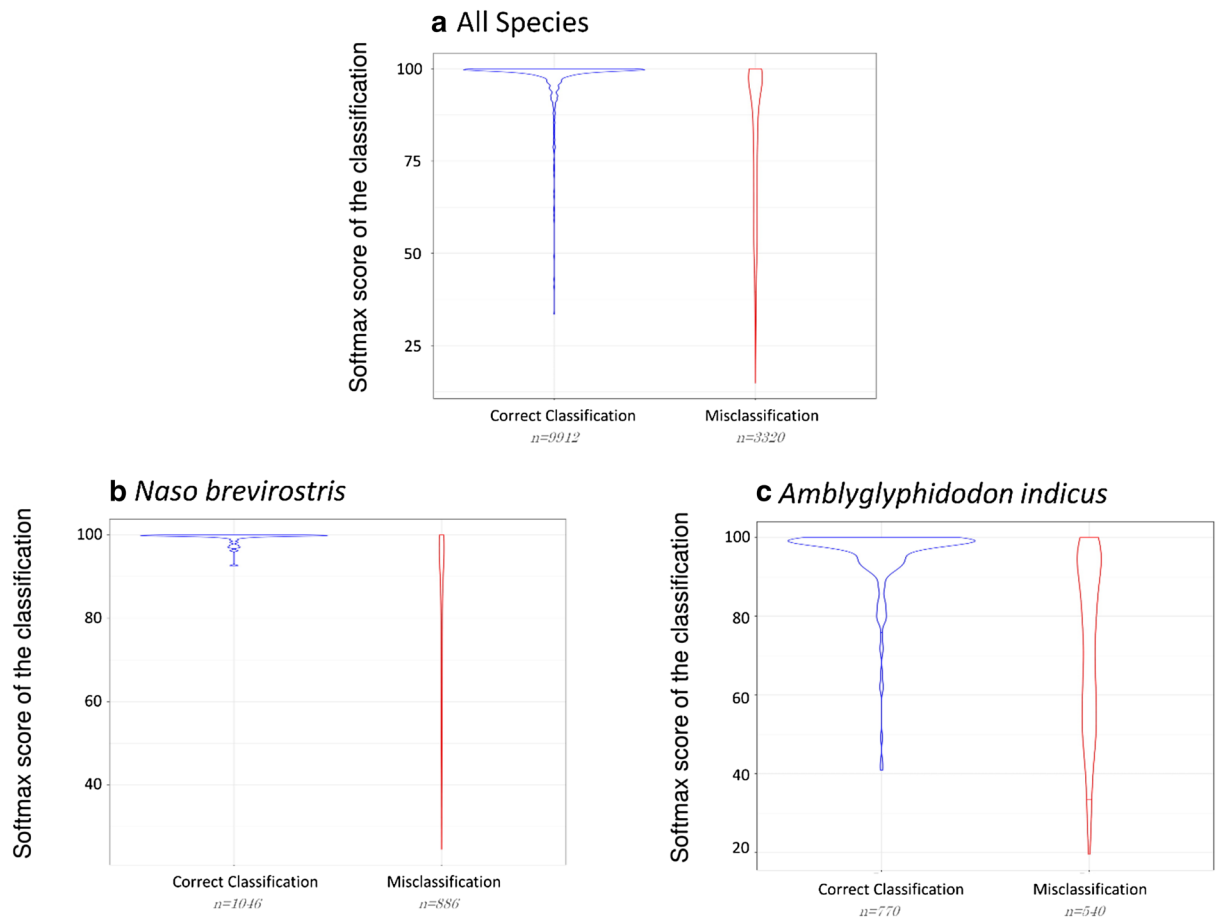 a All Species
Softmax score of the classification
100
75
50
25
Correct Classification Misclassification
n=9912 n=3320
b Naso brevirostris
Softmax score of the classification
100
80
60
40
Correct Classification Misclassification
n=1046 n=886
c Amblyglyphidodon indicus
Softmax score of the classification
100
80
60
40
20
Correct Classification Misclassification
n=770 n=540